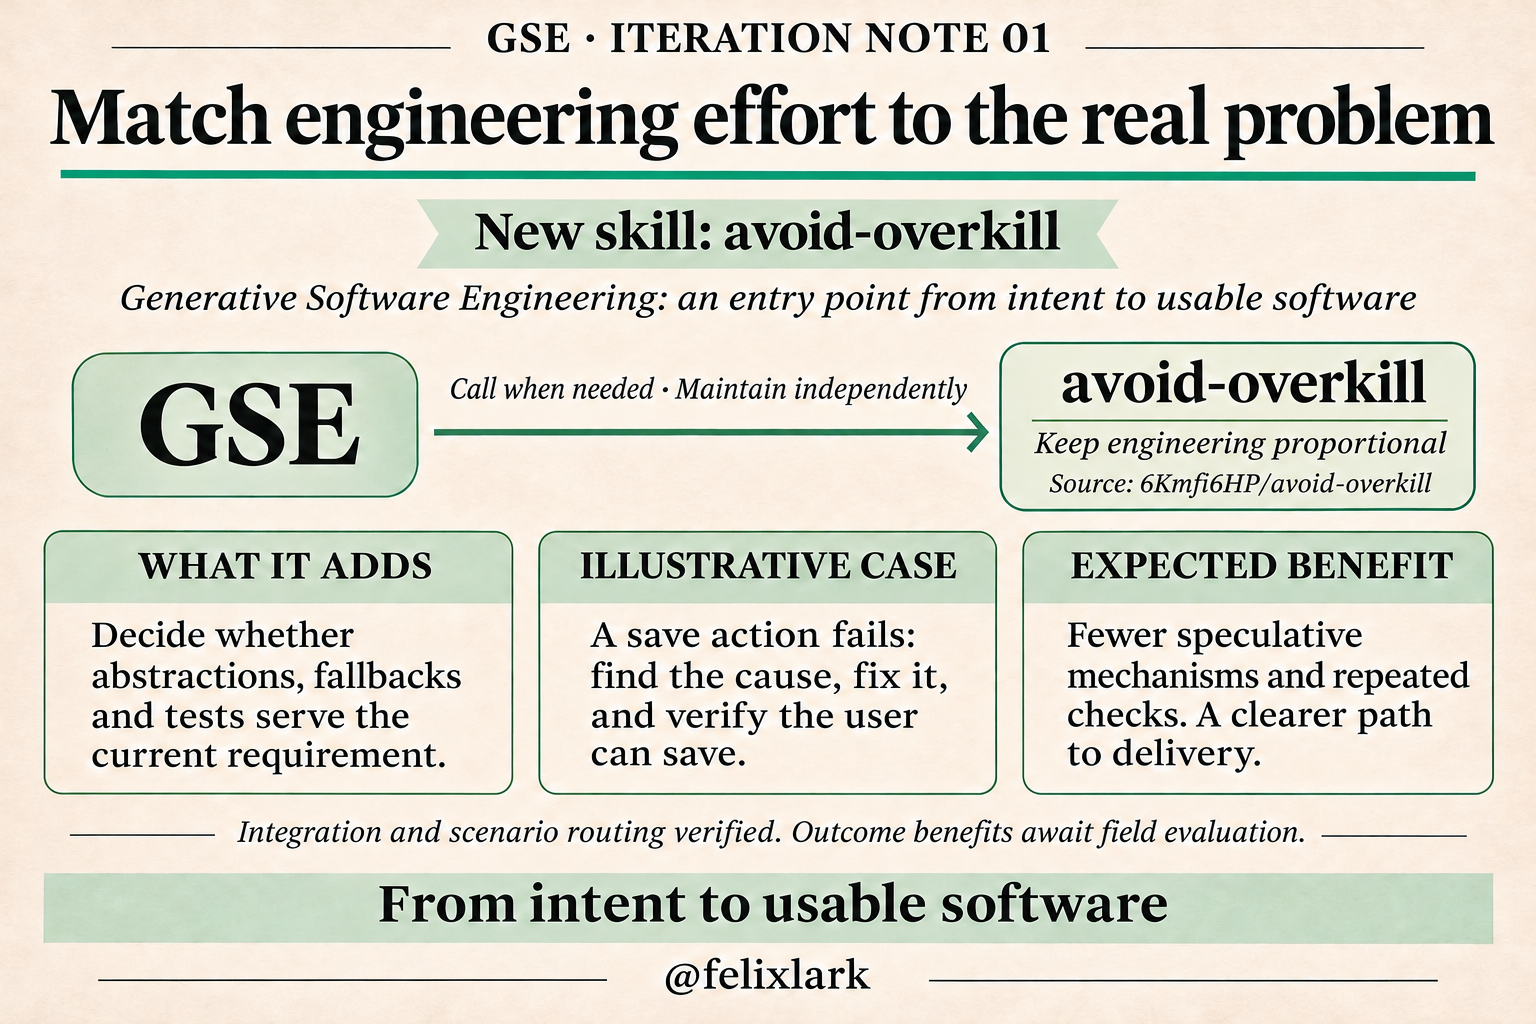 GSE · ITERATION NOTE 01
Match engineering effort to the real problem
New skill: avoid-overkill
Generative Software Engineering: an entry point from intent to usable software
GSE
Call when needed · Maintain independently
avoid-overkill
Keep engineering proportional
Source: 6Kmfi6HP/avoid-overkill
WHAT IT ADDS
Decide whether
abstractions, fallbacks
and tests serve the
current requirement.
ILLUSTRATIVE CASE
A save action fails:
find the cause, fix it,
and verify the user
can save.
EXPECTED BENEFIT
Fewer speculative
mechanisms and repeated
checks. A clearer path
to delivery.
Integration and scenario routing verified. Outcome benefits await field evaluation.
From intent to usable software
@felixlark